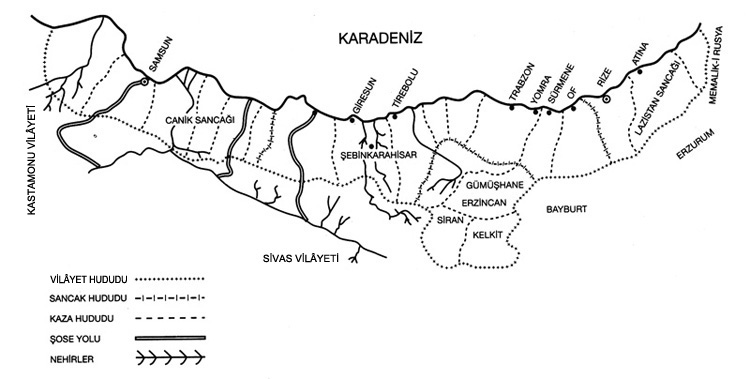 KARADENİZ
SAMSUN
GİRESUN
TİREBOLU
TRABZON
YOMRA
SÜRMENE
OF
RİZE
ATİNA
MEMALİK-İ RUSYA
LAZİSTAN SANCAĞI
ERZURUM
KASTAMONU VİLÂYETİ
CANİK SANCAĞI
ŞEBİNKARAHİSAR
GÜMÜŞHANE
ERZİNCAN
SİRAN
KELKİT
BAYBURT
SİVAS VİLÂYETİ
VİLÂYET HUDUDU
SANCAK HUDUDU
KAZA HUDUDU
ŞOSE YOLU
NEHİRLER